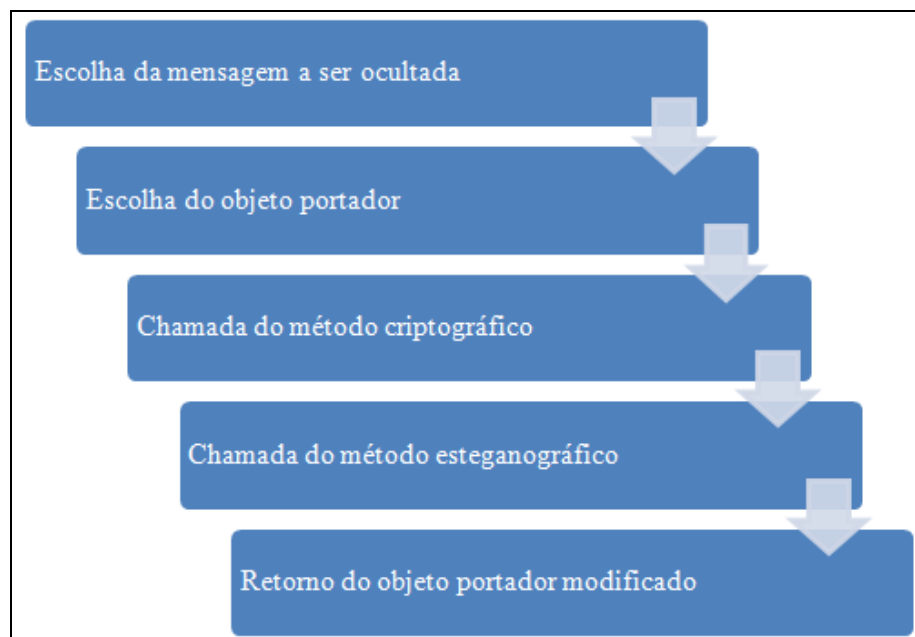 Escolha da mensagem a ser ocultada
Escolha do objeto portador
Chamada do método criptográfico
Chamada do método esteganográfico
Retorno do objeto portador modificado